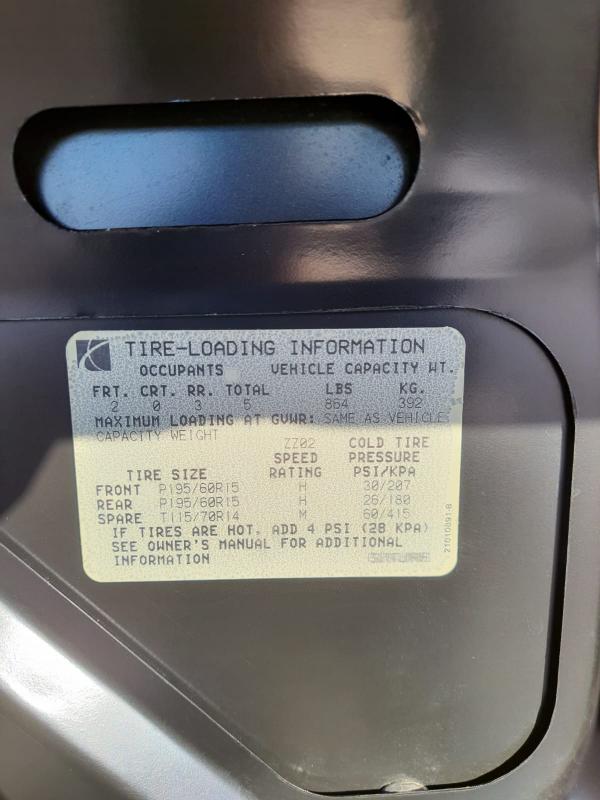 TIRE-LOADING INFORMATION
OCCUPANTS VEHICLE CAPACITY WT.
FRT. CRT. RR. TOTAL LBS KG.
2 0 3 5 864 392
MAXIMUM LOADING AT GVWR: SAME AS VEHICLE
CAPACITY WEIGHT
ZZ02 COLD TIRE
SPEED PRESSURE
TIRE SIZE RATING PSI/KPA
FRONT P195/60R15 H 30/207
REAR P195/60R15 H 26/180
SPARE T115/70R14 M 60/415
IF TIRES ARE HOT, ADD 4 PSI (28 KPA)
SEE OWNER'S MANUAL FOR ADDITIONAL
INFORMATION
21010891-B